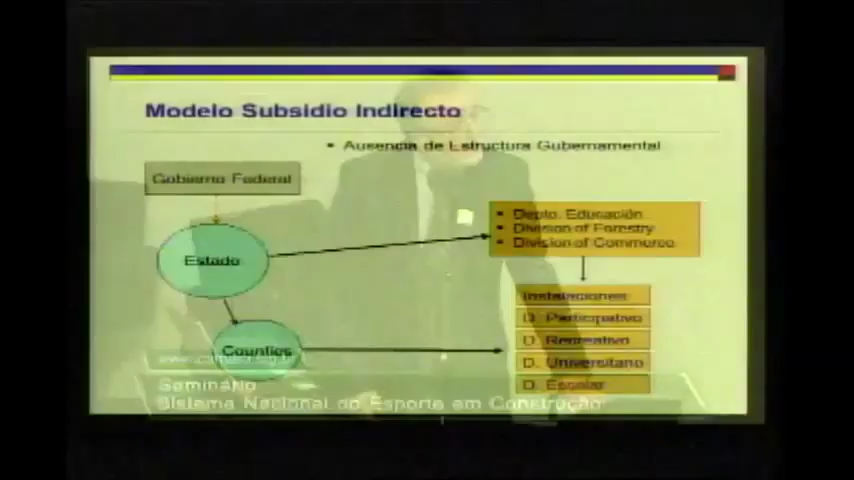 Modelo Subsidio Indirecto
▪ Ausencia de Estructura Gubernamental
Gobierno Federal
▪ Depto. Educación
▪ Division of Forestry
▪ Division of Commerce
Estado
Instalaciones
D. Participativo
D. Recreativo
Counties
D. Universitario
D. Escolar
Seminário
Sistema Nacional do Esporte em Construção